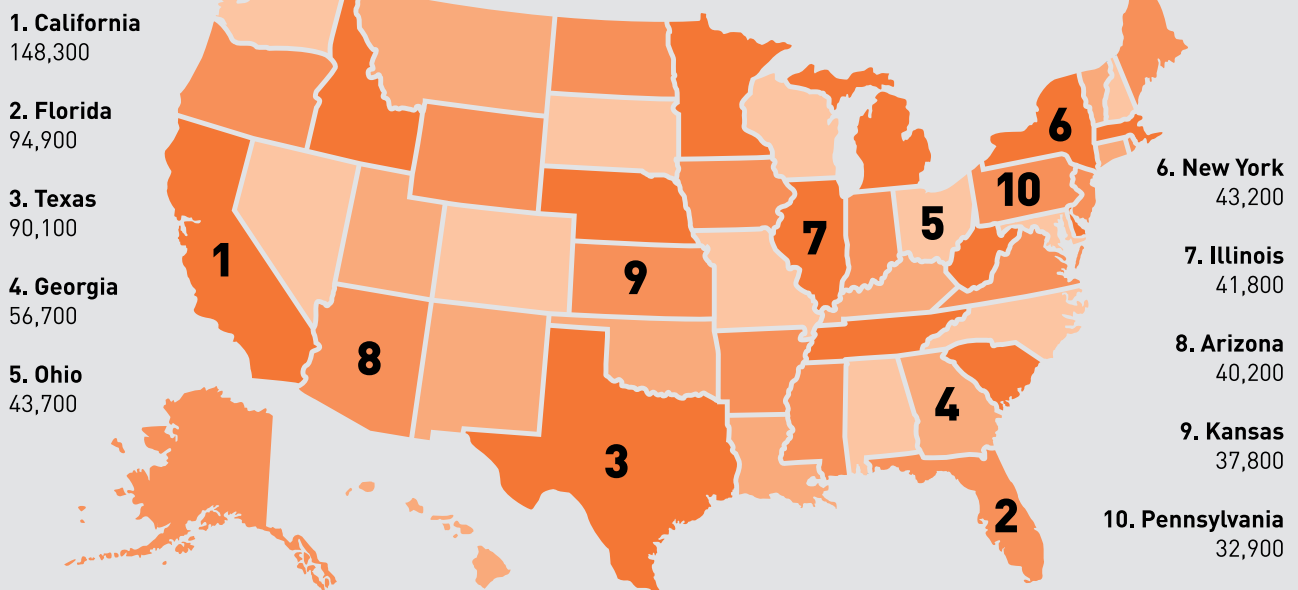 1. California
148,300
2. Florida
94,900
3. Texas
90,100
4. Georgia
56,700
5. Ohio
43,700
6. New York
43,200
7. Illinois
41,800
8. Arizona
40,200
9. Kansas
37,800
10. Pennsylvania
32,900
1
2
3
4
5
6
7
8
9
10